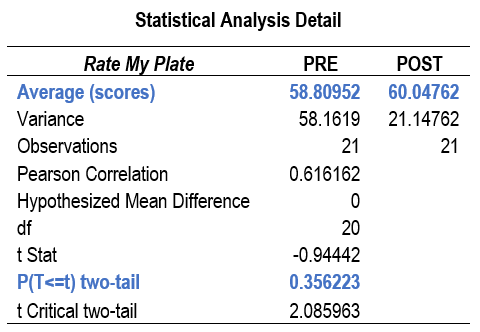 Statistical Analysis Detail
Rate My Plate PRE POST
Average (scores) 58.80952 60.04762
Variance 58.1619 21.14762
Observations 21 21
Pearson Correlation 0.616162
Hypothesized Mean Difference 0
df 20
t Stat -0.94442
P(T<=t) two-tail 0.356223
t Critical two-tail 2.085963